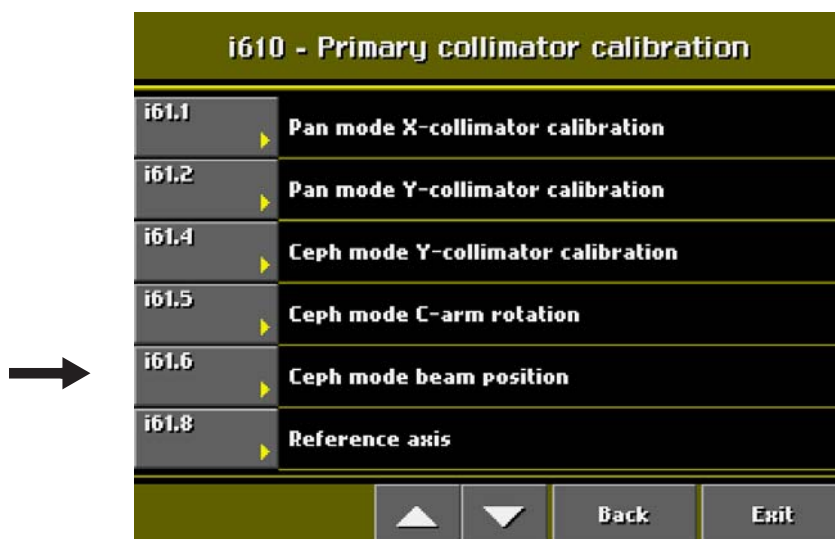 i610 - Primary collimator calibration
i61.1 Pan mode X-collimator calibration
i61.2 Pan mode Y-collimator calibration
i61.4 Ceph mode Y-collimator calibration
i61.5 Ceph mode C-arm rotation
i61.6 Ceph mode beam position
i61.8 Reference axis
Back Exit